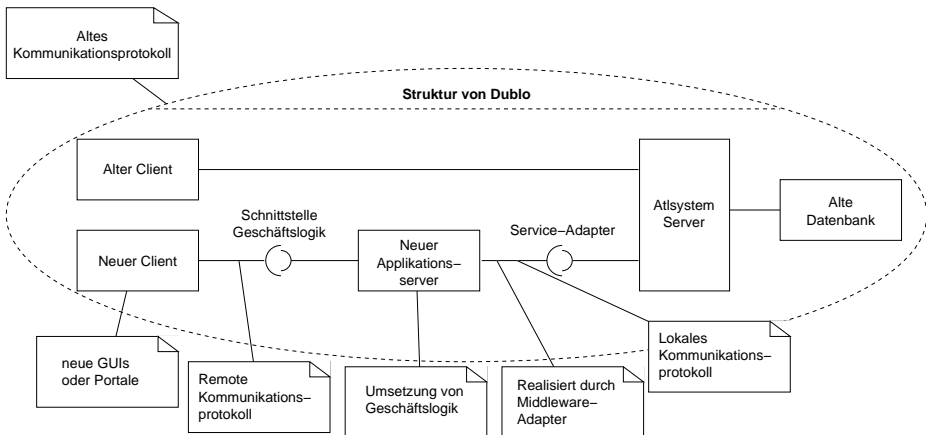 Altes
Kommunikationsprotokoll
Struktur von Dublo
Alter Client
Atlsystem
Server
Alte
Datenbank
Schnittstelle
Geschäftslogik
Service–Adapter
Neuer Client
Neuer
Applikations–
server
neue GUIs
oder Portale
Remote
Kommunikations–
protokoll
Umsetzung von
Geschäftslogik
Realisiert durch
Middleware–
Adapter
Lokales
Kommunikations–
protokoll